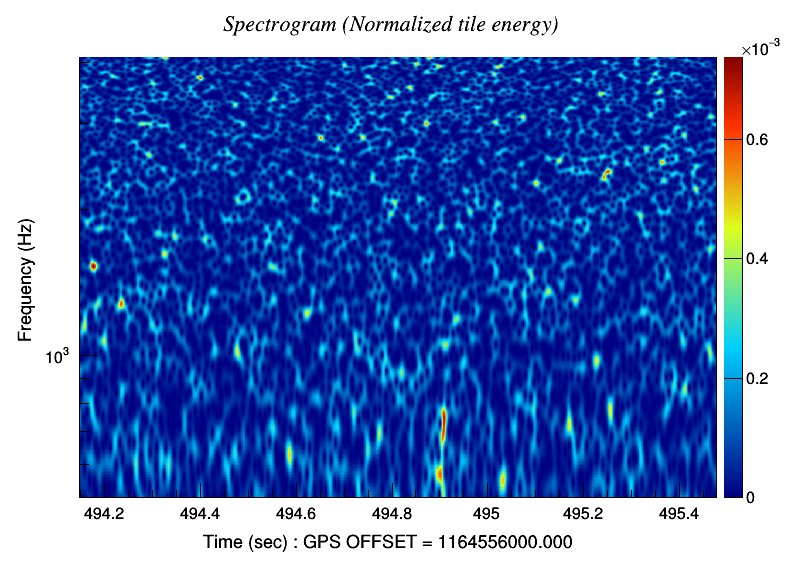 Spectrogram (Normalized tile energy)
×10⁻³
0.6
0.4
0.2
0
Frequency (Hz)
10³
494.2 494.4 494.6 494.8 495 495.2 495.4
Time (sec) : GPS OFFSET = 1164556000.000